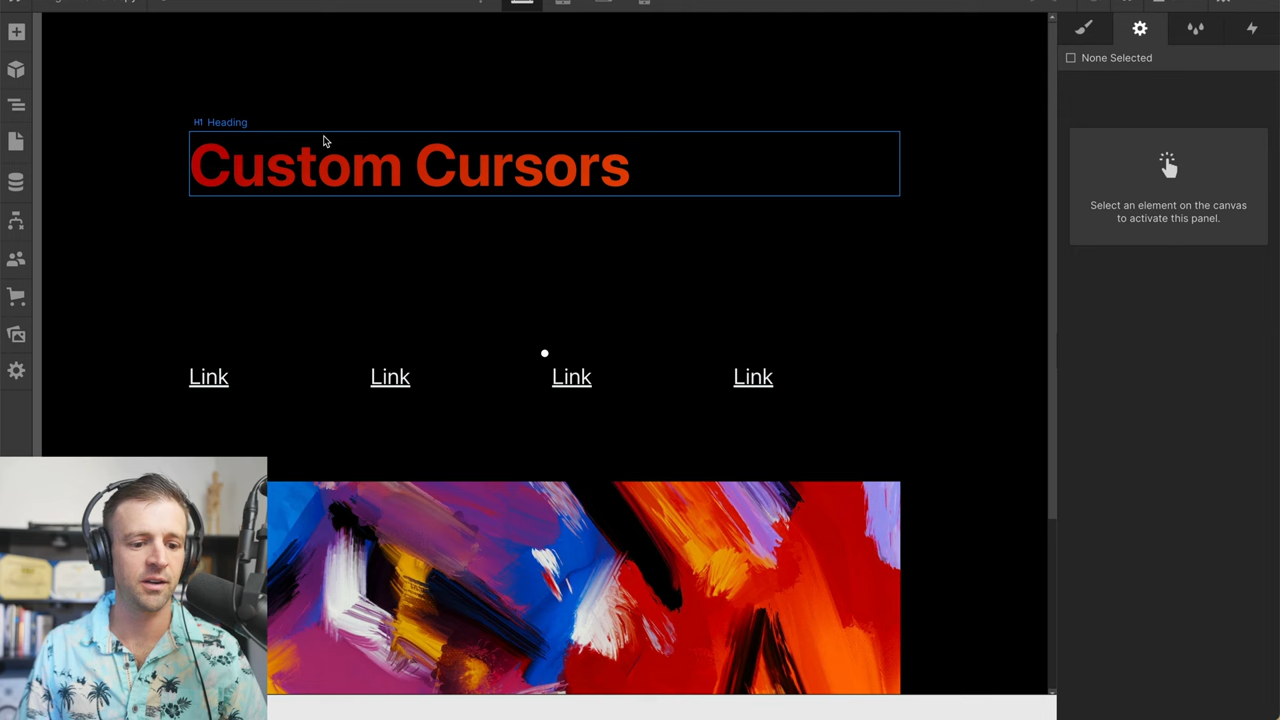 None Selected
H1 Heading
Custom Cursors
Select an element on the canvas
to activate this panel.
Link Link Link Link